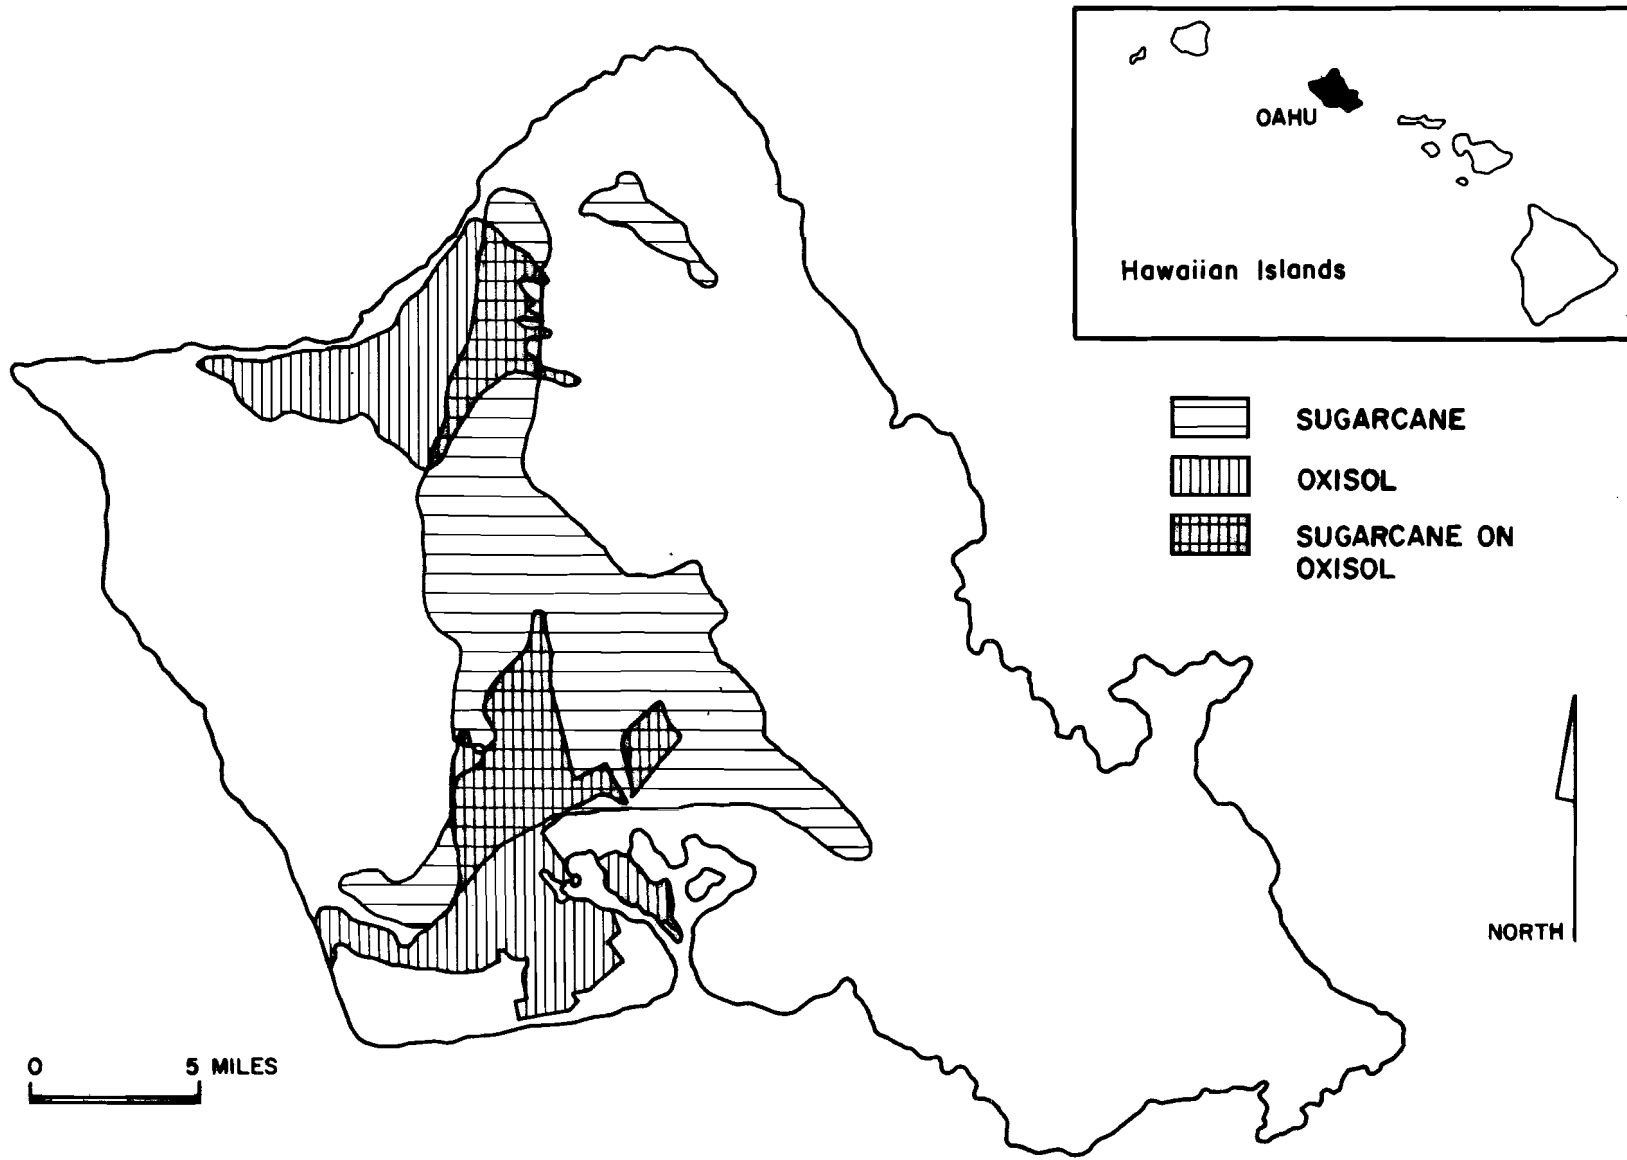 OAHU
Hawaiian Islands
SUGARCANE
OXISOL
SUGARCANE ON
OXISOL
NORTH
0 5 MILES